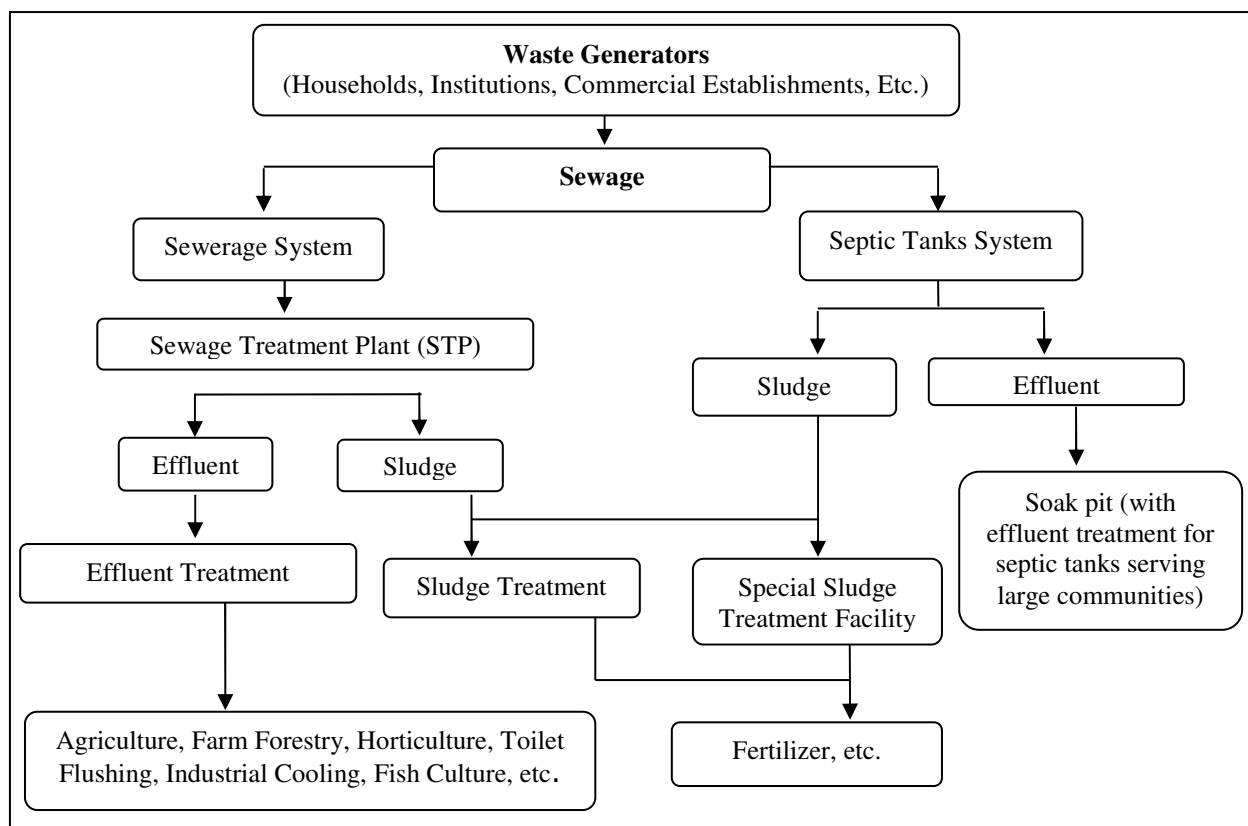 Waste Generators
(Households, Institutions, Commercial Establishments, Etc.)
Sewage
Sewerage System
Septic Tanks System
Sewage Treatment Plant (STP)
Sludge
Effluent
Effluent
Sludge
Soak pit (with
effluent treatment for
septic tanks serving
large communities)
Effluent Treatment
Sludge Treatment
Special Sludge
Treatment Facility
Agriculture, Farm Forestry, Horticulture, Toilet
Flushing, Industrial Cooling, Fish Culture, etc.
Fertilizer, etc.